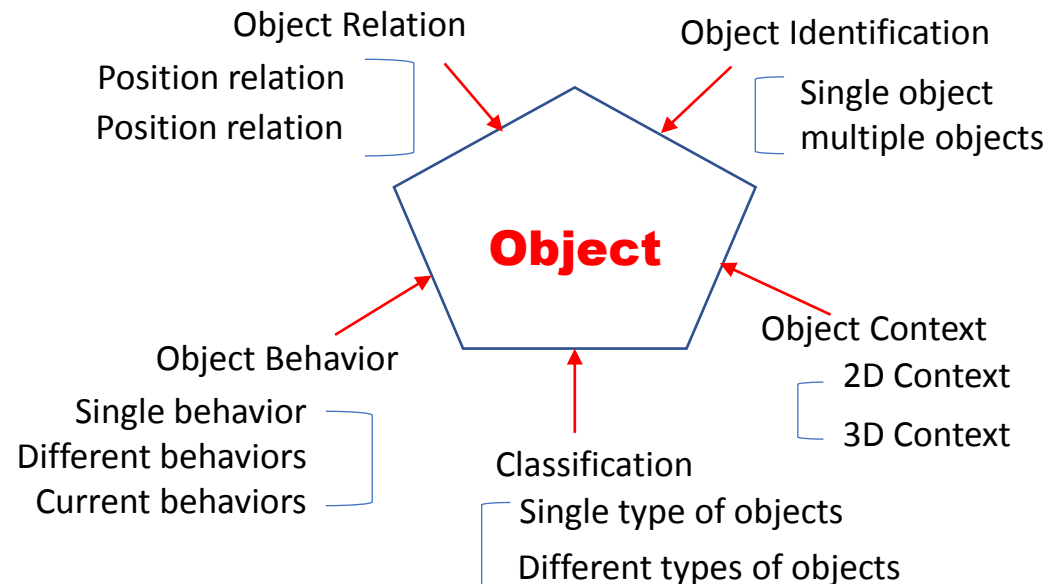 Object Relation
Position relation
Position relation
Object Identification
Single object
multiple objects
Object
Object Context
2D Context
3D Context
Object Behavior
Single behavior
Different behaviors
Current behaviors
Classification
Single type of objects
Different types of objects